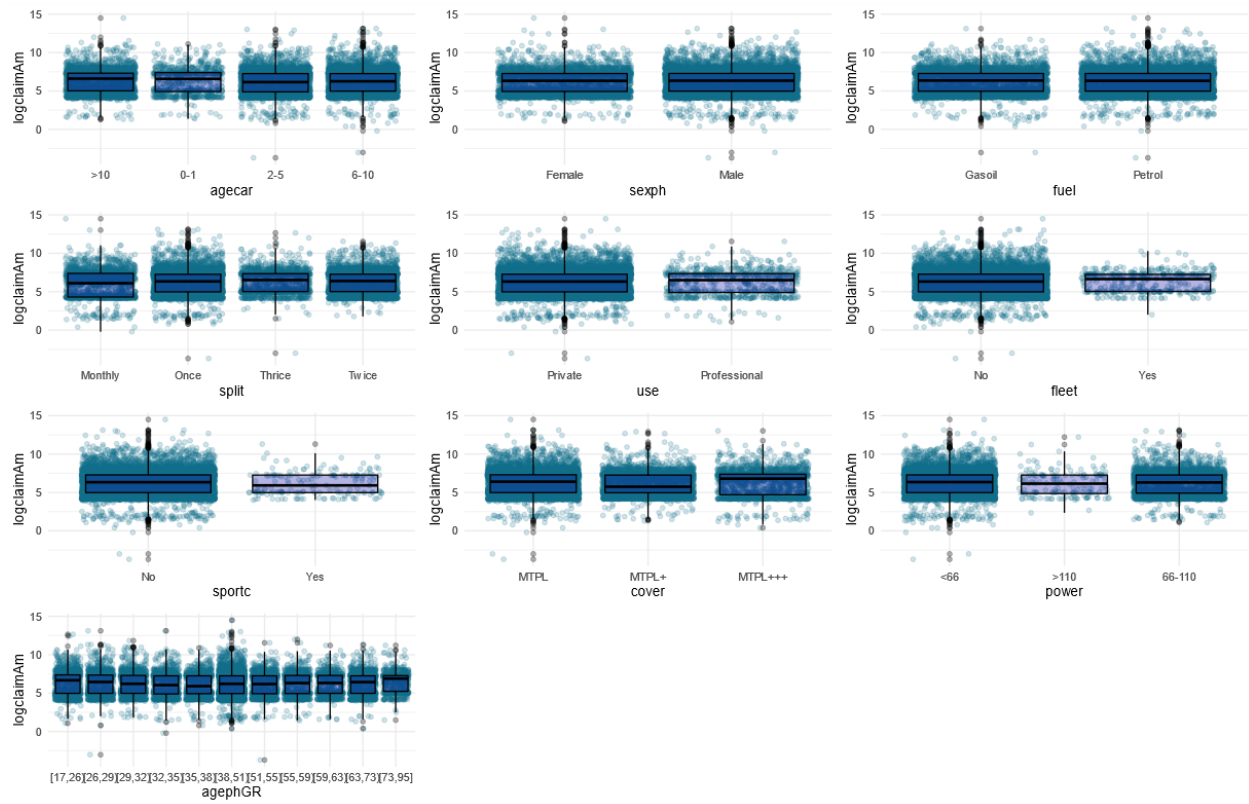 15
10
5
0
logclaimAm
>10 0-1 2-5 6-10
agecar
15
10
5
0
logclaimAm
Female Male
sexph
15
10
5
0
logclaimAm
Gasoil Petrol
fuel
15
10
5
0
logclaimAm
Monthly Once Thrice Twice
split
15
10
5
0
logclaimAm
Private Professional
use
15
10
5
0
logclaimAm
No Yes
fleet
15
10
5
0
logclaimAm
No Yes
sportc
15
10
5
0
logclaimAm
MTPL MTPL+ MTPL+++
cover
15
10
5
0
logclaimAm
<66 >110 66-110
power
15
10
5
0
logclaimAm
[17,26](26,29](29,32](32,35](35,38](38,51](51,55](55,59](59,63](63,73](73,95]
agephGR